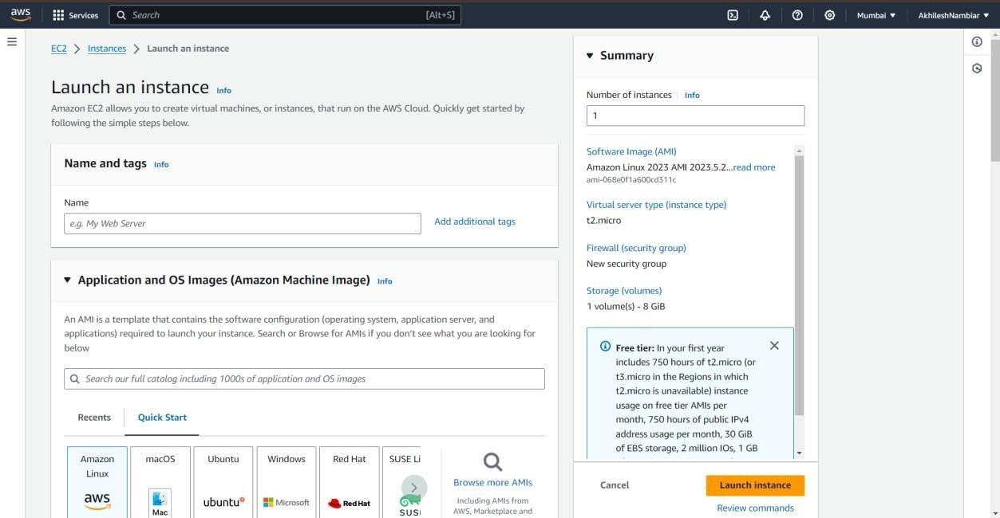 aws
Services
Search
[Alt+S]
Mumbai
AkhileshNambiar
EC2
Instances
Launch an instance
Launch an instance Info
Amazon EC2 allows you to create virtual machines, or instances, that run on the AWS Cloud. Quickly get started by
following the simple steps below.
Name and tags Info
Name
e.g. My Web Server
Add additional tags
Application and OS Images (Amazon Machine Image) Info
An AMI is a template that contains the software configuration (operating system, application server, and
applications) required to launch your instance. Search or Browse for AMIs if you don't see what you are looking for
below
Search our full catalog including 1000s of application and OS images
Recents
Quick Start
Amazon
Linux
aws
macOS
Mac
Ubuntu
ubuntu
Windows
Microsoft
Red Hat
Red Hat
SUSE Li
SUS
Browse more AMIs
Including AMIs from
AWS, Marketplace and
Summary
Number of instances Info
1
Software Image (AMI)
Amazon Linux 2023 AMI 2023.5.2...read more
ami-068e0f1a600cd311c
Virtual server type (instance type)
t2.micro
Firewall (security group)
New security group
Storage (volumes)
1 volume(s) - 8 GiB
Free tier: In your first year
includes 750 hours of t2.micro (or
t3.micro in the Regions in which
t2.micro is unavailable) instance
usage on free tier AMIs per
month, 750 hours of public IPv4
address usage per month, 30 GiB
of EBS storage, 2 million IOs, 1 GB
Cancel
Launch instance
Review commands